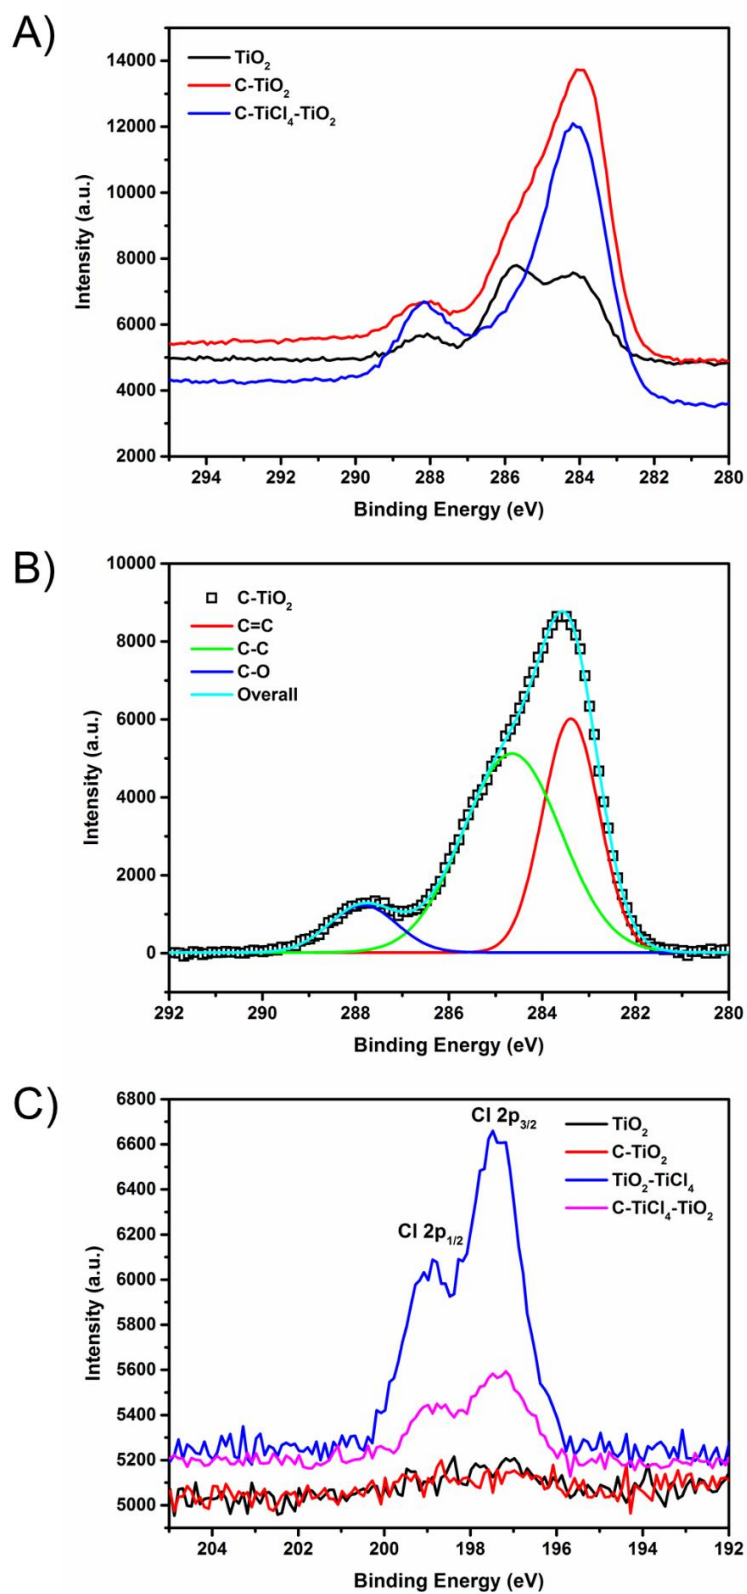 A)
TiO₂
C-TiO₂
C-TiCl₄-TiO₂
14000
12000
10000
8000
6000
4000
2000
Intensity (a.u.)
294 292 290 288 286 284 282 280
Binding Energy (eV)
B)
C-TiO₂
C=C
C-C
C-O
Overall
10000
8000
6000
4000
2000
0
Intensity (a.u.)
292 290 288 286 284 282 280
Binding Energy (eV)
C)
Cl 2p₃/₂
Cl 2p₁/₂
TiO₂
C-TiO₂
TiO₂-TiCl₄
C-TiCl₄-TiO₂
6800
6600
6400
6200
6000
5800
5600
5400
5200
5000
Intensity (a.u.)
204 202 200 198 196 194 192
Binding Energy (eV)